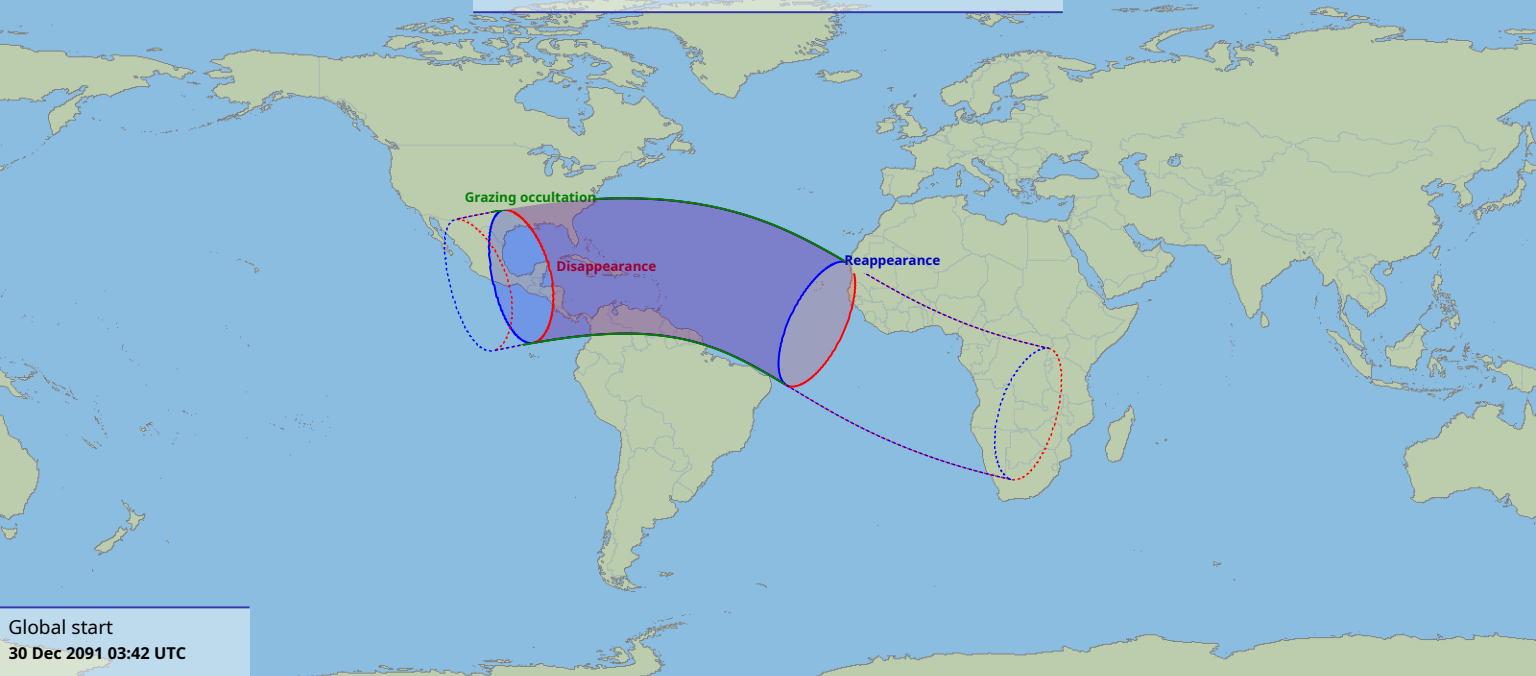 Grazing occultation
Reappearance
Disappearance
Global start
30 Dec 2091 03:42 UTC